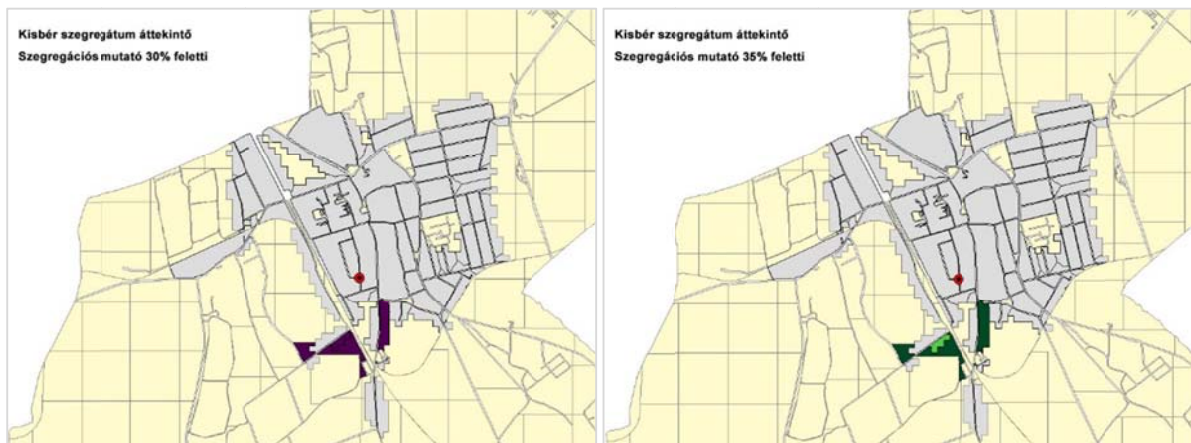 Kisbér szegregátum áttekintő
Szegregációs mutató 30% feletti
Kisbér szegregátum áttekintő
Szegregációs mutató 35% feletti